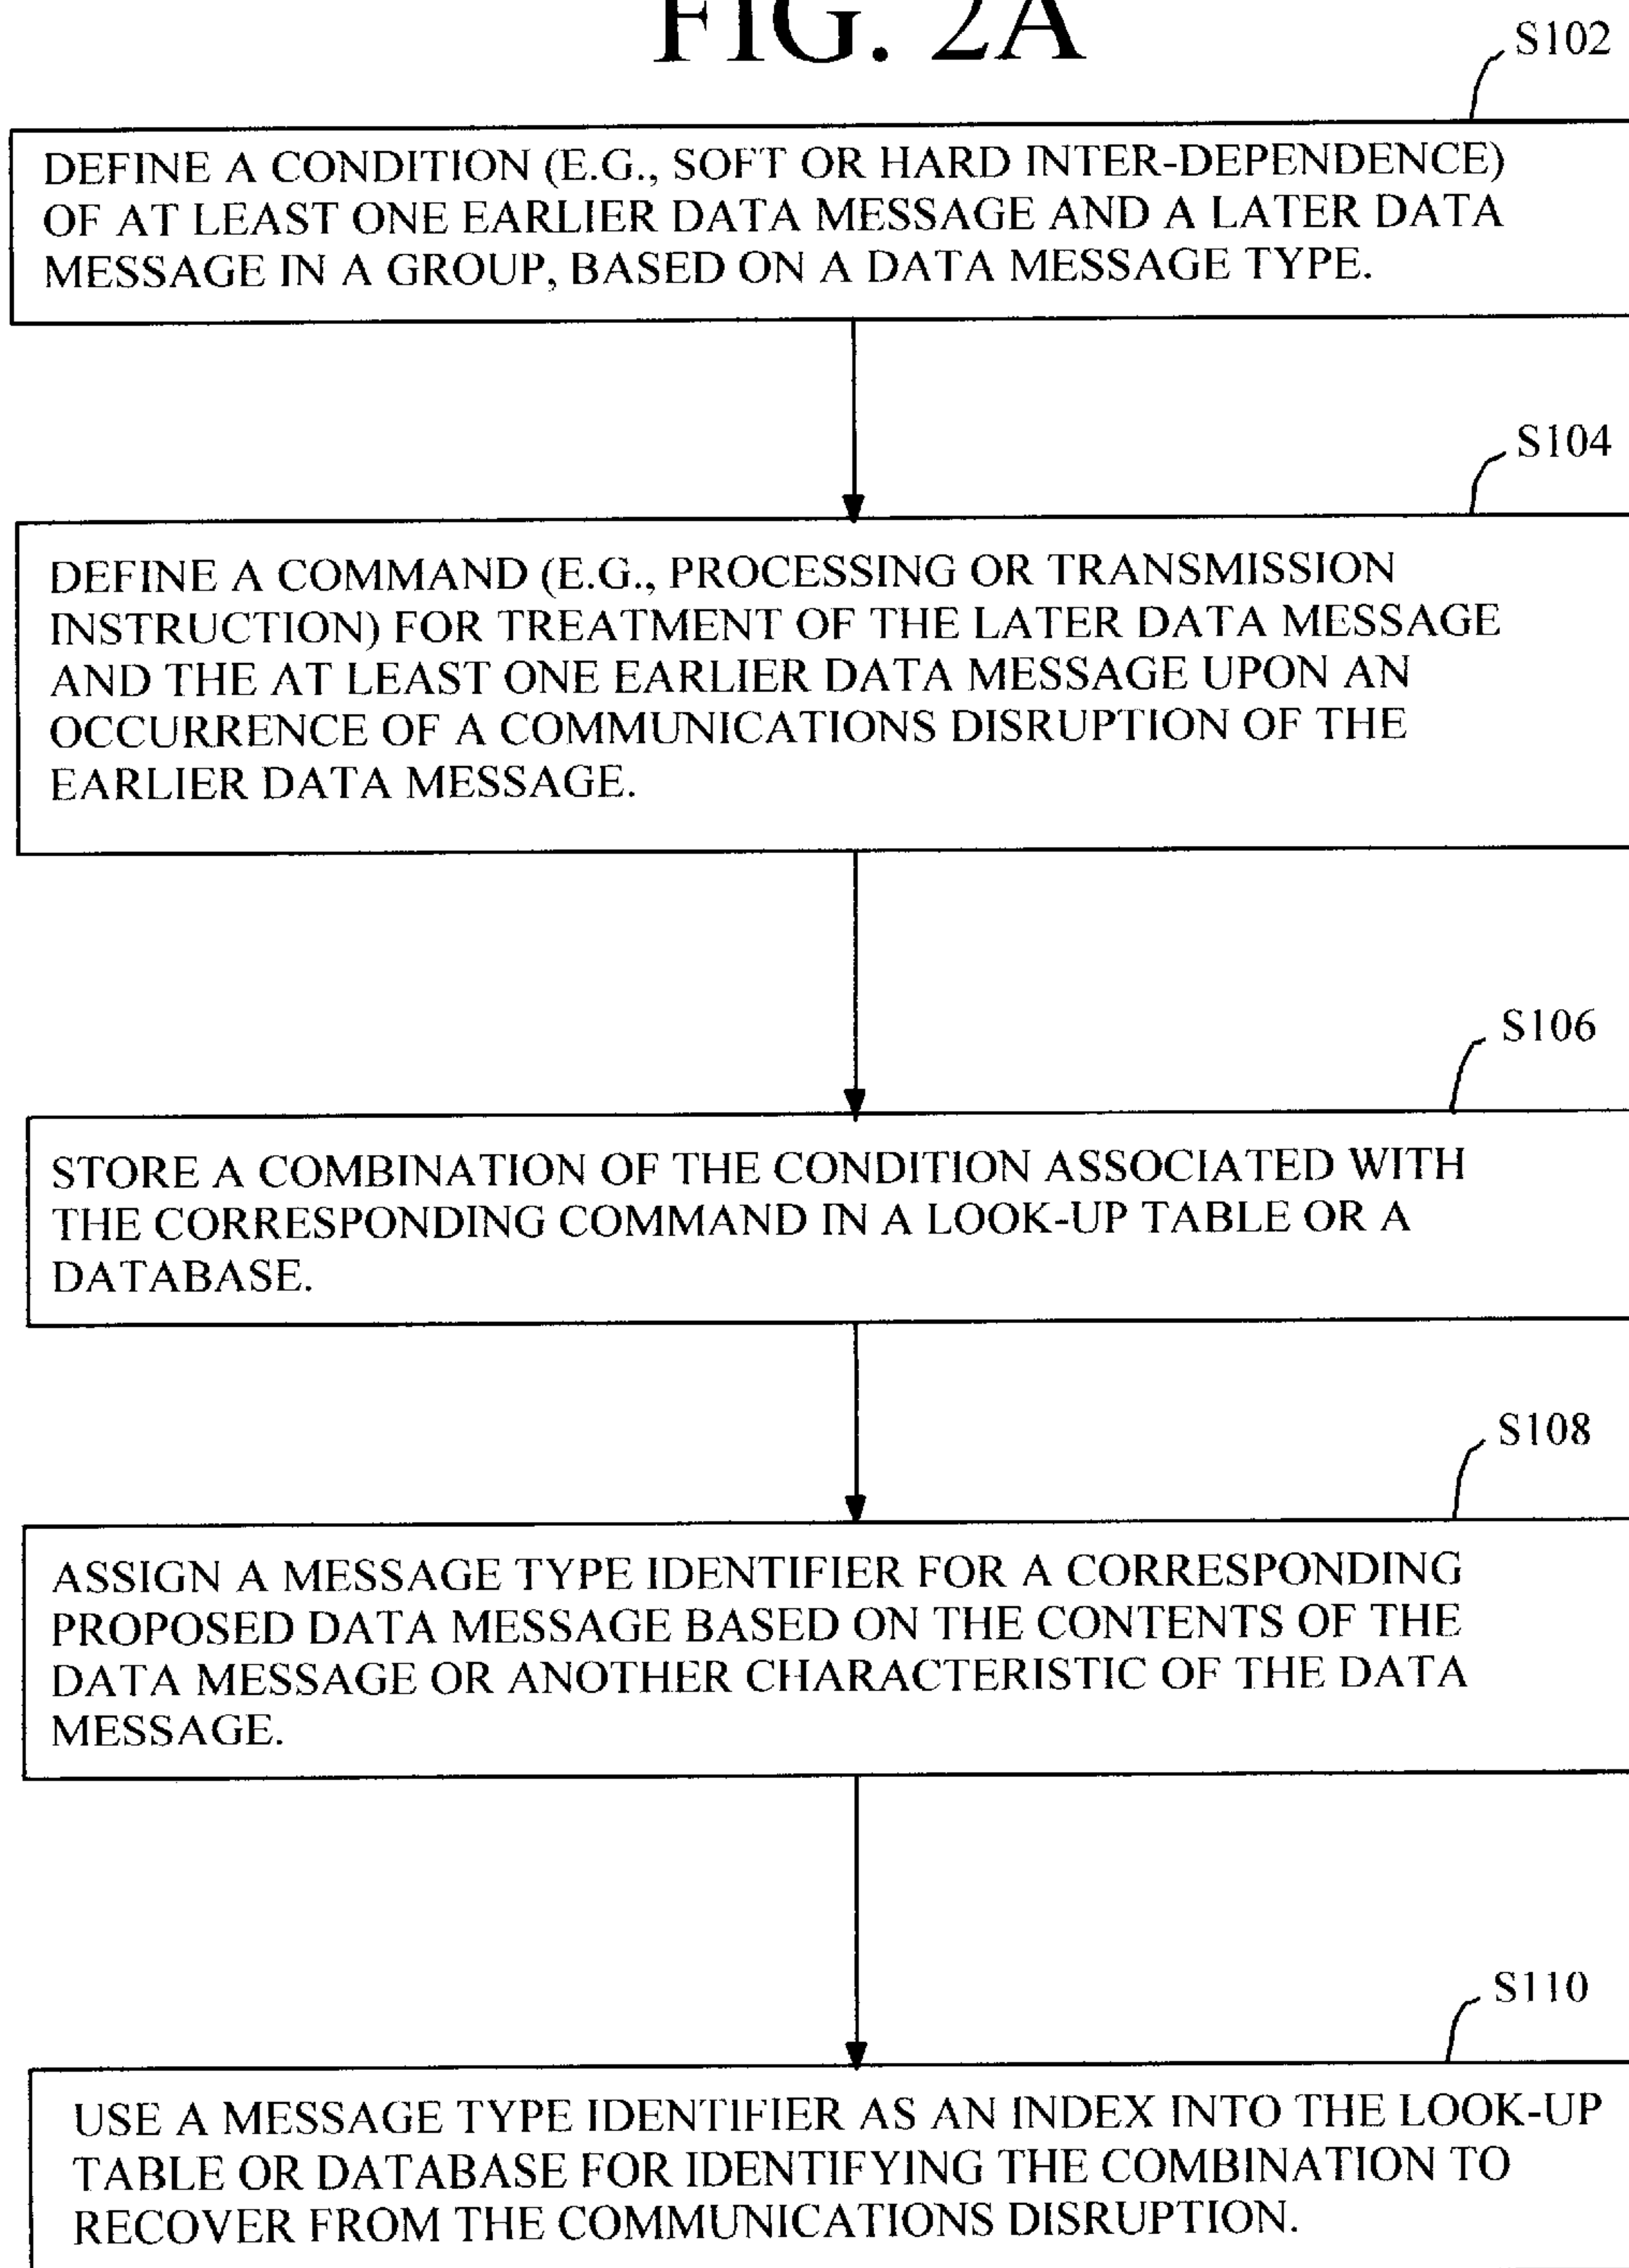 FIG. 2A
S102
DEFINE A CONDITION (E.G., SOFT OR HARD INTER-DEPENDENCE)
OF AT LEAST ONE EARLIER DATA MESSAGE AND A LATER DATA
MESSAGE IN A GROUP, BASED ON A DATA MESSAGE TYPE.
S104
DEFINE A COMMAND (E.G., PROCESSING OR TRANSMISSION
INSTRUCTION) FOR TREATMENT OF THE LATER DATA MESSAGE
AND THE AT LEAST ONE EARLIER DATA MESSAGE UPON AN
OCCURRENCE OF A COMMUNICATIONS DISRUPTION OF THE
EARLIER DATA MESSAGE.
S106
STORE A COMBINATION OF THE CONDITION ASSOCIATED WITH
THE CORRESPONDING COMMAND IN A LOOK-UP TABLE OR A
DATABASE.
S108
ASSIGN A MESSAGE TYPE IDENTIFIER FOR A CORRESPONDING
PROPOSED DATA MESSAGE BASED ON THE CONTENTS OF THE
DATA MESSAGE OR ANOTHER CHARACTERISTIC OF THE DATA
MESSAGE.
S110
USE A MESSAGE TYPE IDENTIFIER AS AN INDEX INTO THE LOOK-UP
TABLE OR DATABASE FOR IDENTIFYING THE COMBINATION TO
RECOVER FROM THE COMMUNICATIONS DISRUPTION.